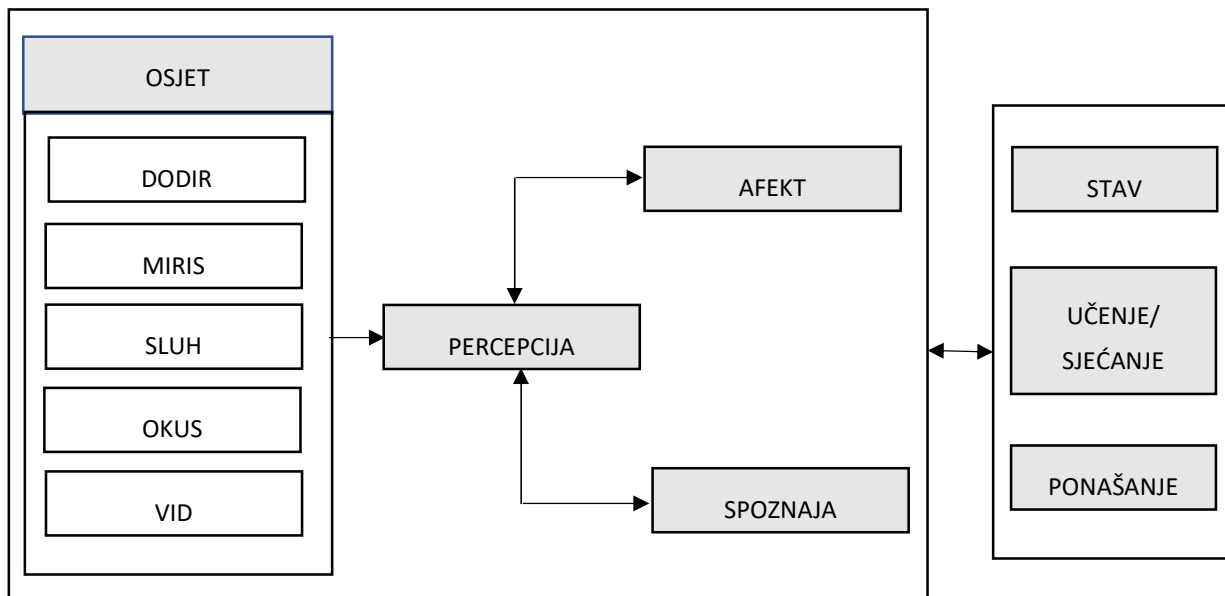 OSJET
DODIR
MIRIS
SLUH
OKUS
VID
PERCEPCIJA
AFEKT
SPOZNAJA
STAV
UČENJE/
SJEĆANJE
PONAŠANJE